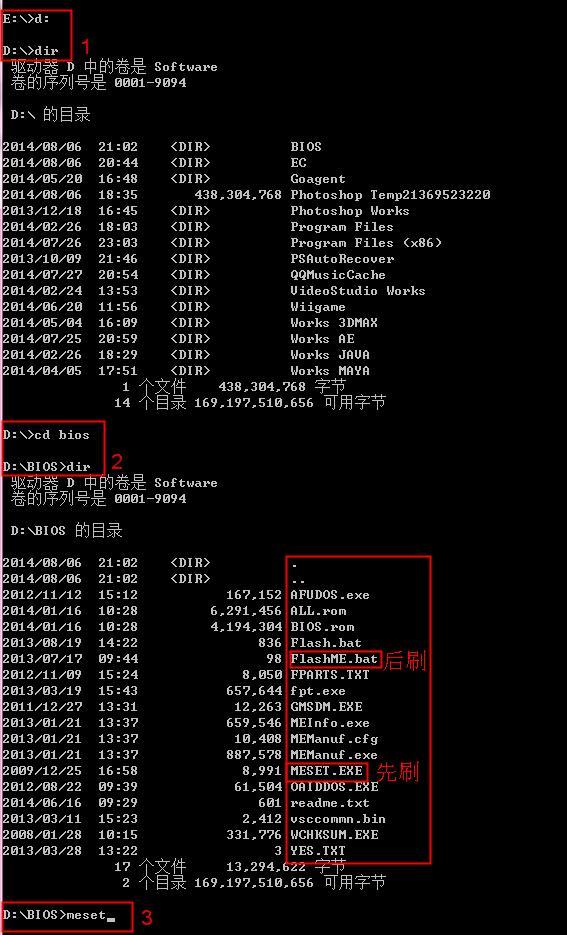 E:\>d:
1
D:\>dir
驱动器 D 中的卷是 Software
卷的序列号是 0001-9094
D:\ 的目录
2014/08/06 21:02 <DIR> BIOS
2014/08/06 20:44 <DIR> EC
2014/05/20 16:48 <DIR> Goagent
2014/08/06 18:35 438,304,768 Photoshop Temp21369523220
2013/12/18 16:45 <DIR> Photoshop Works
2014/02/26 18:03 <DIR> Program Files
2014/07/26 23:03 <DIR> Program Files (x86)
2013/10/09 21:46 <DIR> PSAutoRecover
2014/07/27 20:54 <DIR> QQMusicCache
2014/02/24 13:53 <DIR> VideoStudio Works
2014/06/20 11:56 <DIR> Wiigame
2014/05/04 16:09 <DIR> Works 3DMAX
2014/07/25 20:59 <DIR> Works AE
2014/02/26 18:29 <DIR> Works JAVA
2014/04/05 17:51 <DIR> Works MAYA
1 个文件 438,304,768 字节
14 个目录 169,197,510,656 可用字节
D:\>cd bios
2
D:\BIOS>dir
驱动器 D 中的卷是 Software
卷的序列号是 0001-9094
D:\BIOS 的目录
2014/08/06 21:02 <DIR> .
2014/08/06 21:02 <DIR> ..
2012/11/12 15:12 167,152 AFUDOS.exe
2014/01/16 10:28 6,291,456 ALL.rom
2014/01/16 10:28 4,194,304 BIOS.rom
2013/08/19 14:22 836 Flash.bat
2013/07/17 09:44 98 FlashME.bat 后刷
2012/11/09 15:24 8,050 FPARTS.TXT
2013/03/19 15:43 657,644 fpt.exe
2011/12/27 13:31 12,263 GMSDM.EXE
2013/01/21 13:37 659,546 MEInfo.exe
2013/01/21 13:37 10,408 MEManuf.cfg
2013/01/21 13:37 887,578 MEManuf.exe
2009/12/25 16:58 8,991 MESET.EXE 先刷
2012/08/22 09:39 61,504 OAIDDOS.EXE
2014/06/16 09:29 601 readme.txt
2013/03/11 15:23 2,412 vsccommn.bin
2008/01/28 10:15 331,776 WCHKSUM.EXE
2013/03/28 13:22 3 YES.TXT
17 个文件 13,294,622 字节
2 个目录 169,197,510,656 可用字节
D:\BIOS>meset_ 3